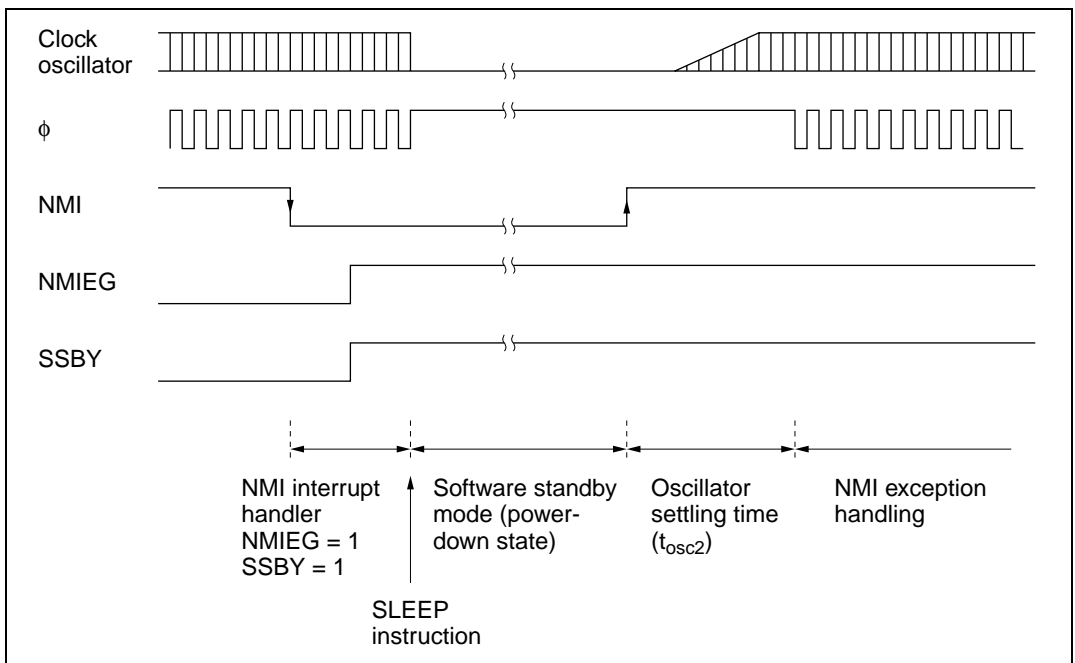 Clock
oscillator
φ
NMI
NMIEG
SSBY
NMI interrupt
handler
NMIEG = 1
SSBY = 1
Software standby
mode (power-
down state)
Oscillator
settling time
(tosc2)
NMI exception
handling
SLEEP
instruction